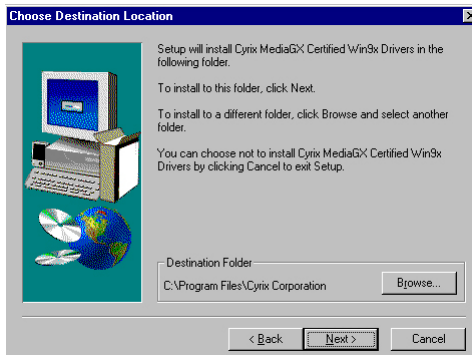 Choose Destination Location
Setup will install Cyrix MediaGX Certified Win9x Drivers in the
following folder.
To install to this folder, click Next.
To install to a different folder, click Browse and select another
folder.
You can choose not to install Cyrix MediaGX Certified Win9x
Drivers by clicking Cancel to exit Setup.
Destination Folder
C:\Program Files\Cyrix Corporation
Browse...
< Back
Next >
Cancel